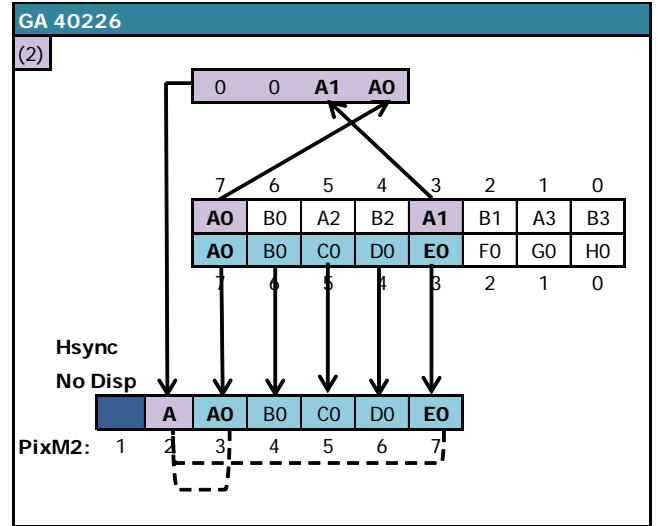 GA 40226
(2)
0 0 A1 A0
7 6 5 4 3 2 1 0
A0 B0 A2 B2 A1 B1 A3 B3
A0 B0 C0 D0 E0 F0 G0 H0
7 6 5 4 3 2 1 0
Hsync
No Disp
A A0 B0 C0 D0 E0
PixM2: 1 2 3 4 5 6 7